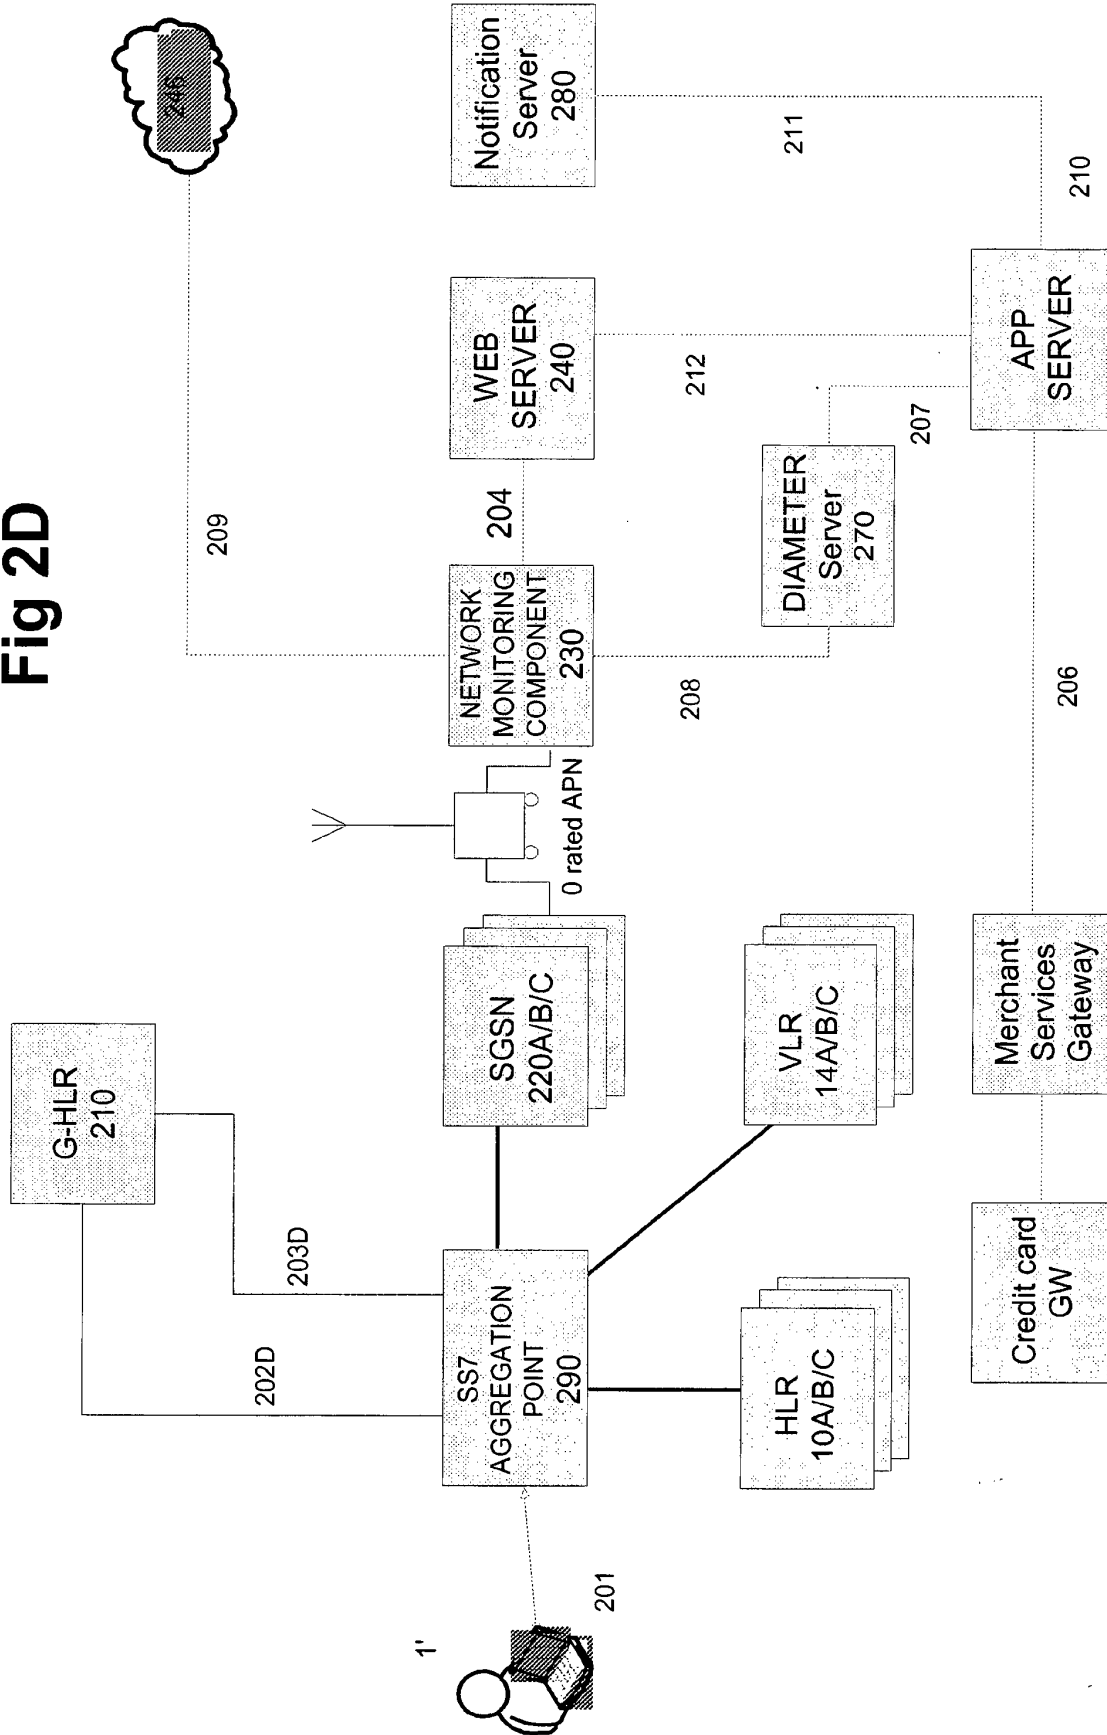 Fig 2D
G-HLR
210
209
202D
203D
1'
201
SS7
AGGREGATION
POINT
290
SGSN
220A/B/C
0 rated APN
NETWORK
MONITORING
COMPONENT
230
204
WEB
SERVER
240
Notification
Server
280
208
212
211
HLR
10A/B/C
VLR
14A/B/C
DIAMETER
Server
270
207
210
Credit card
GW
Merchant
Services
Gateway
206
APP
SERVER